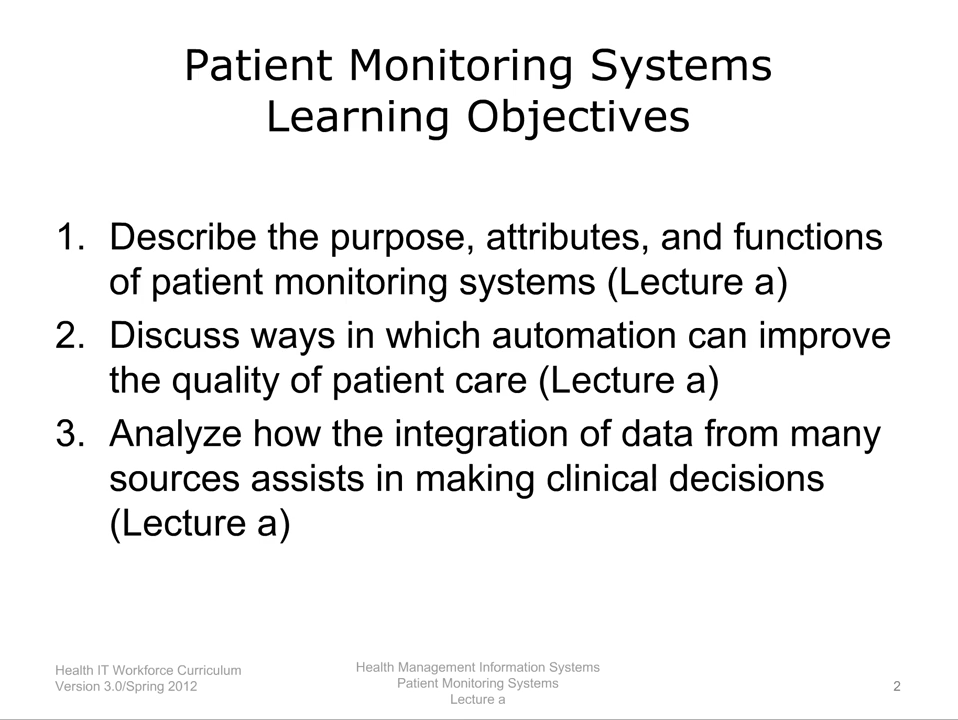 Patient Monitoring Systems
Learning Objectives
1. Describe the purpose, attributes, and functions
of patient monitoring systems (Lecture a)
2. Discuss ways in which automation can improve
the quality of patient care (Lecture a)
3. Analyze how the integration of data from many
sources assists in making clinical decisions
(Lecture a)
Health IT Workforce Curriculum
Version 3.0/Spring 2012
Health Management Information Systems
Patient Monitoring Systems
Lecture a
2